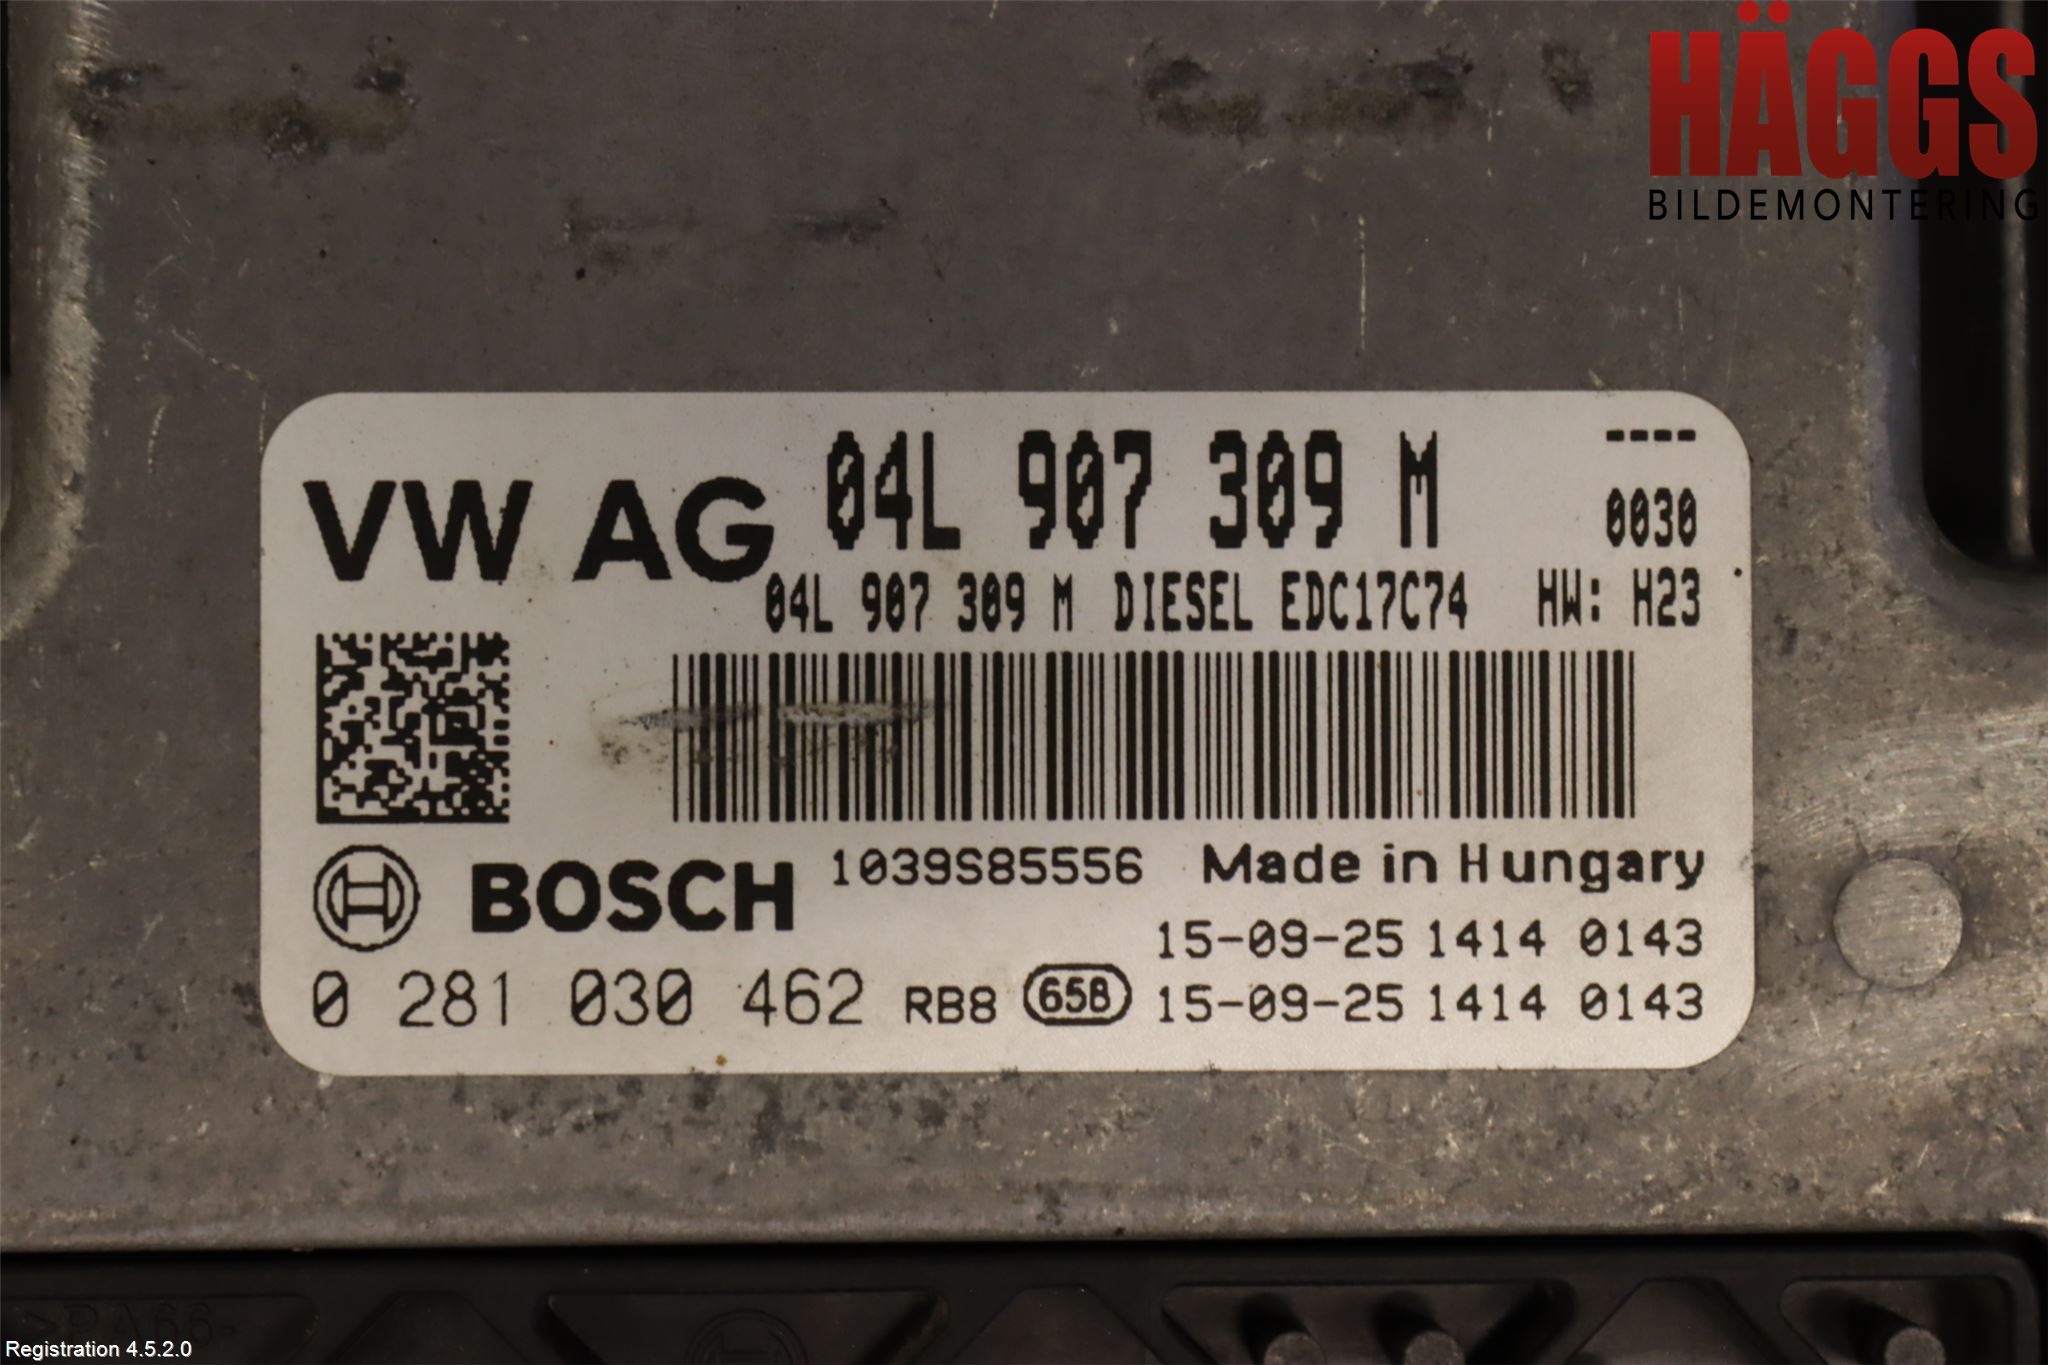 HÄGGS
BILDEMONTERING
----
VW AG 04L 907 309 M 0030
04L 907 309 M DIESEL EDC17C74 HW: H23
BOSCH 1039S85556 Made in Hungary
15-09-25 1414 0143
0 281 030 462 RB8 65B 15-09-25 1414 0143
>PA66-
Registration 4.5.2.0